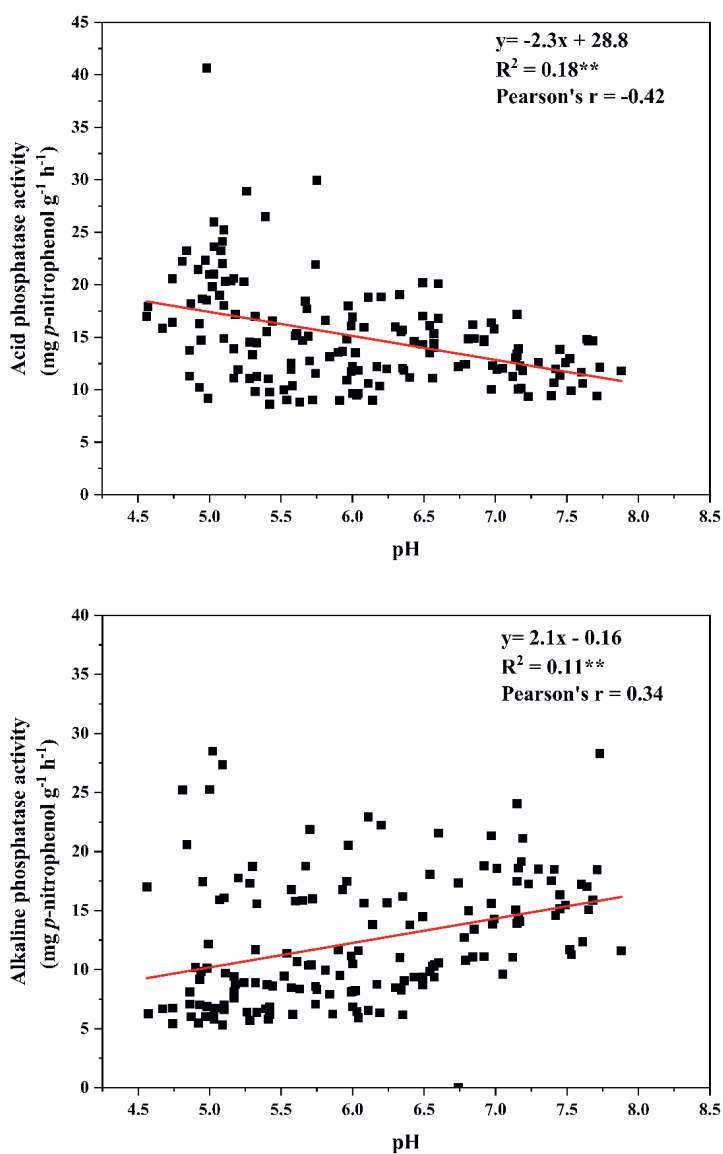 45
40
35
30
25
20
15
10
5
0
Acid phosphatase activity
(mg p-nitrophenol g⁻¹ h⁻¹)
y= -2.3x + 28.8
R² = 0.18**
Pearson's r = -0.42
4.5 5.0 5.5 6.0 6.5 7.0 7.5 8.0 8.5
pH
40
35
30
25
20
15
10
5
0
Alkaline phosphatase activity
(mg p-nitrophenol g⁻¹ h⁻¹)
y= 2.1x - 0.16
R² = 0.11**
Pearson's r = 0.34
4.5 5.0 5.5 6.0 6.5 7.0 7.5 8.0 8.5
pH